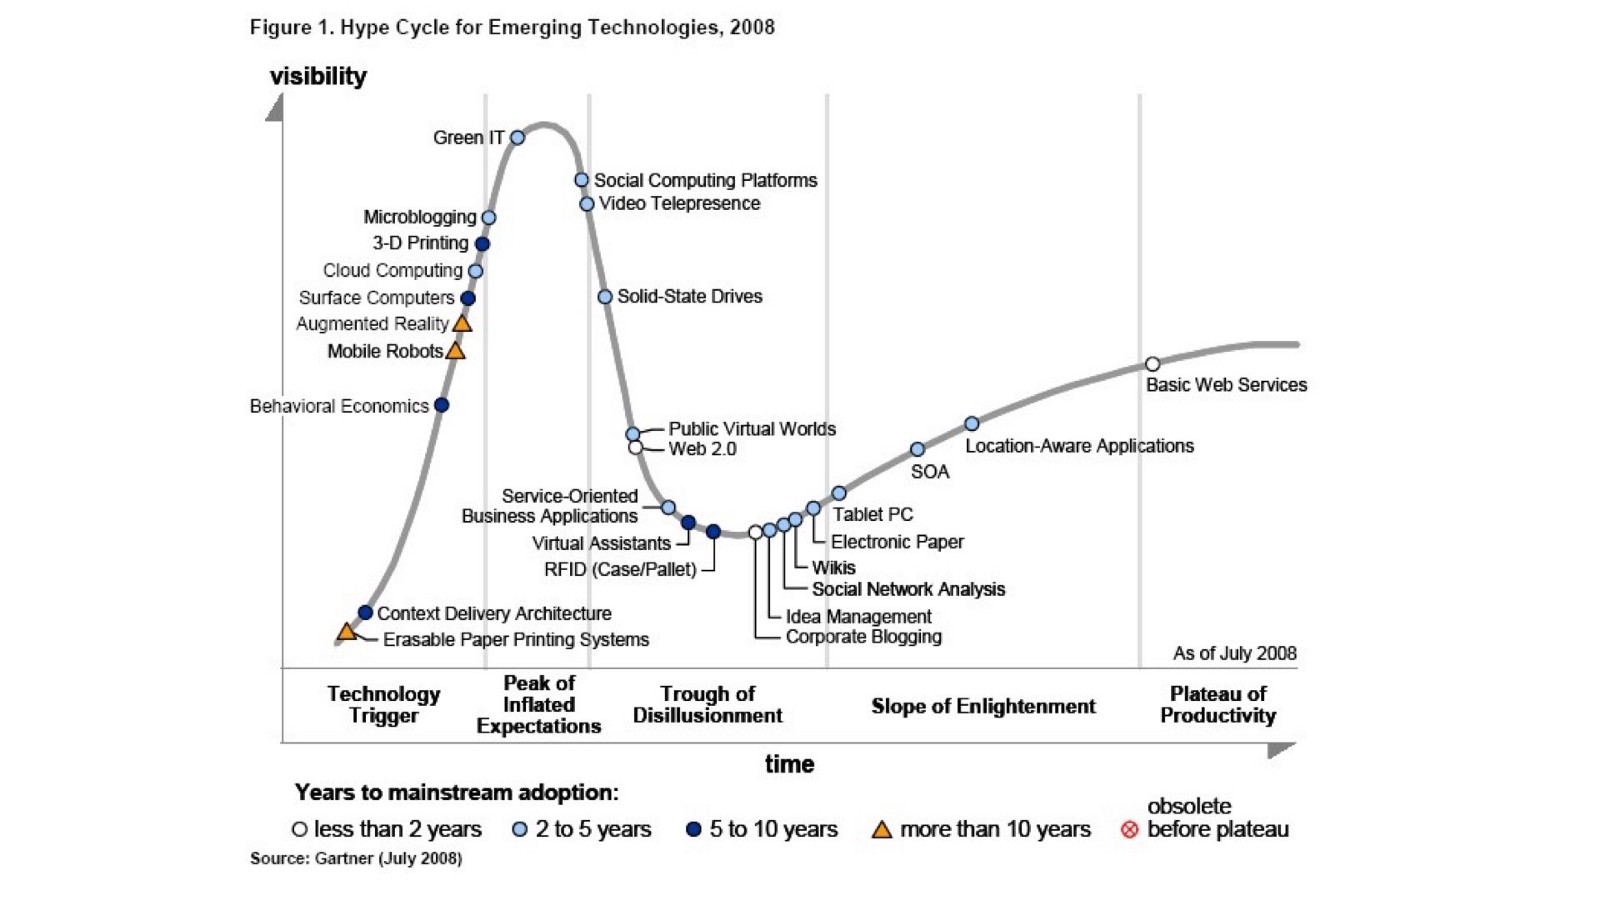 Figure 1. Hype Cycle for Emerging Technologies, 2008
visibility
Green IT
Social Computing Platforms
Video Telepresence
Microblogging
3-D Printing
Cloud Computing
Surface Computers
Solid-State Drives
Augmented Reality
Mobile Robots
Basic Web Services
Behavioral Economics
Public Virtual Worlds
Web 2.0
Location-Aware Applications
SOA
Service-Oriented
Business Applications
Tablet PC
Virtual Assistants
Electronic Paper
RFID (Case/Pallet)
Wikis
Social Network Analysis
Context Delivery Architecture
Idea Management
Erasable Paper Printing Systems
Corporate Blogging
As of July 2008
Technology
Trigger
Peak of
Inflated
Expectations
Trough of
Disillusionment
Slope of Enlightenment
Plateau of
Productivity
time
Years to mainstream adoption:
less than 2 years
2 to 5 years
5 to 10 years
more than 10 years
obsolete
before plateau
Source: Gartner (July 2008)